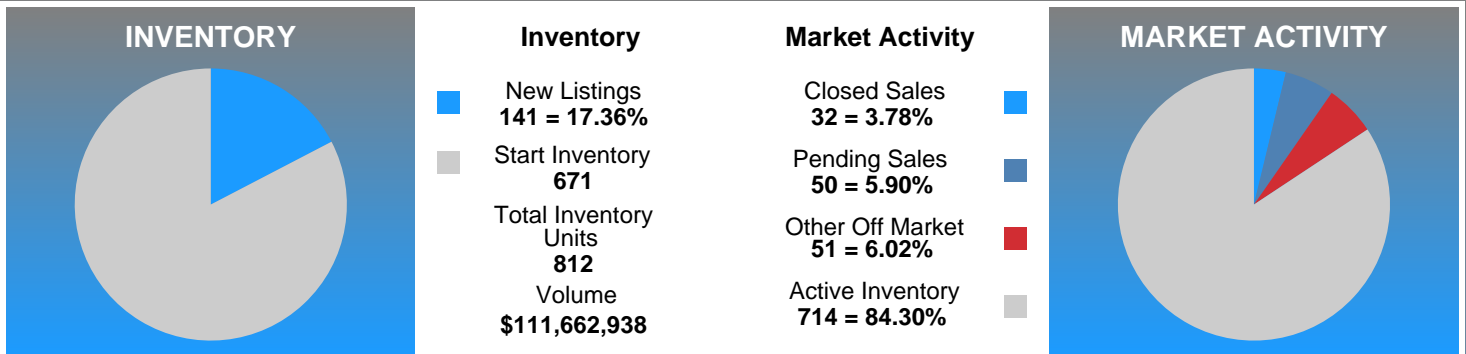 INVENTORY
Inventory
New Listings
141 = 17.36%
Start Inventory
671
Total Inventory
Units
812
Volume
$111,662,938
Market Activity
Closed Sales
32 = 3.78%
Pending Sales
50 = 5.90%
Other Off Market
51 = 6.02%
Active Inventory
714 = 84.30%
MARKET ACTIVITY